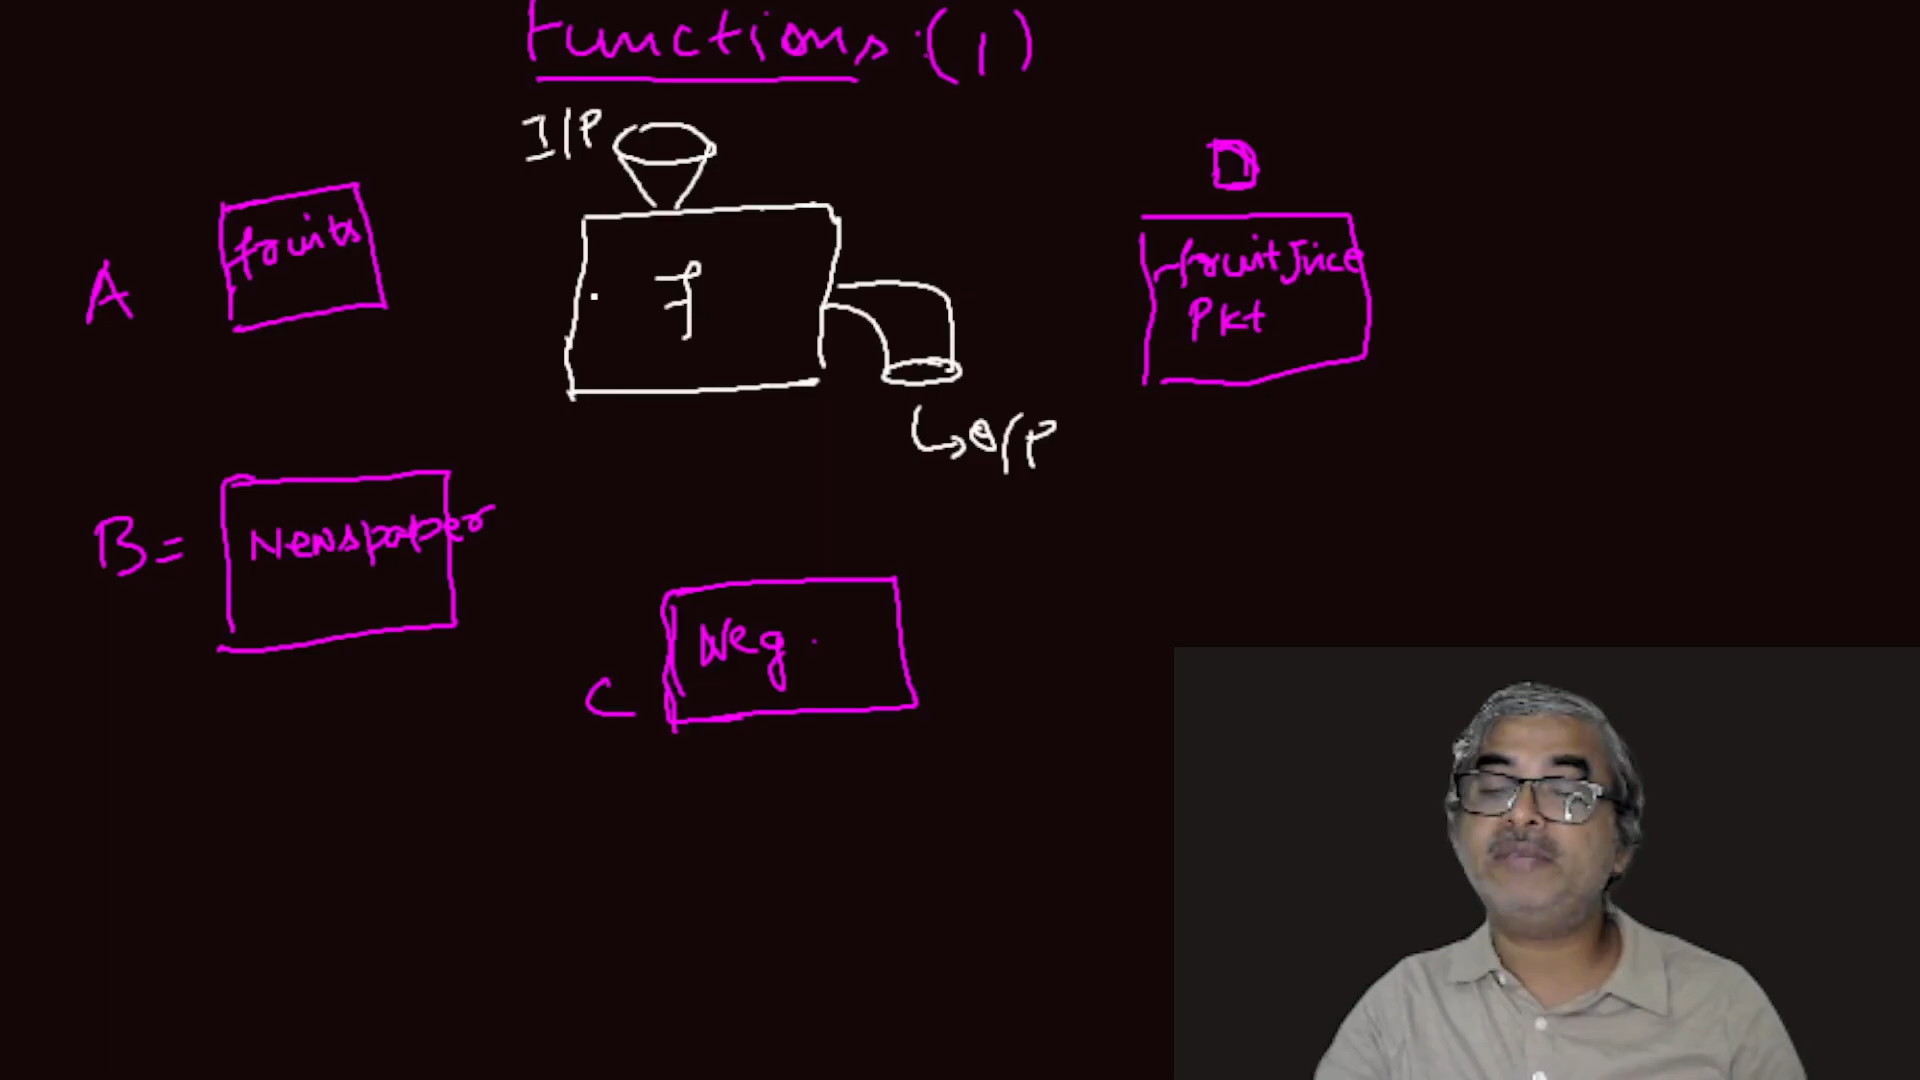 Functions:(1)
I/P
D
A
fruits
f
fruit Juice
Pkt
O/P
B=
Newspaper
C
Veg.